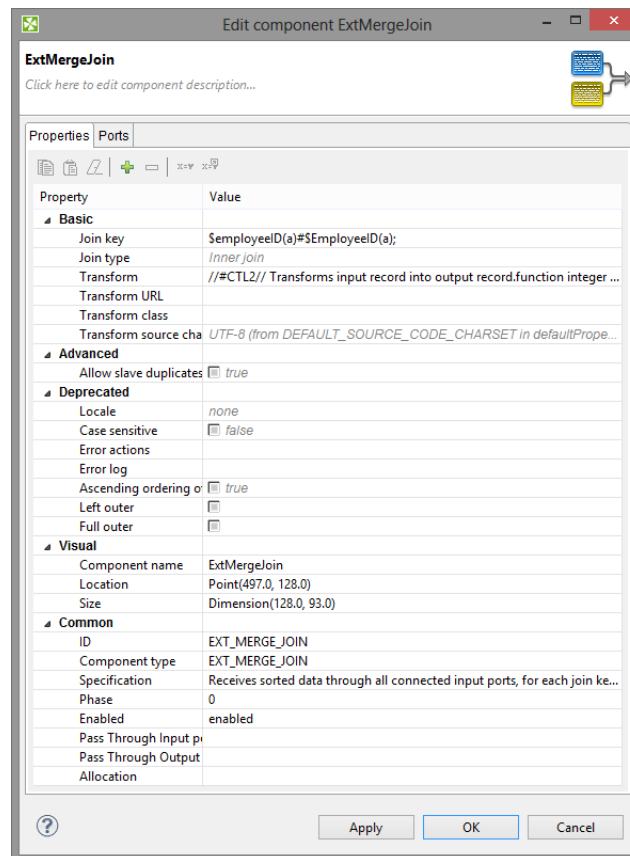 Edit component ExtMergeJoin
ExtMergeJoin
Click here to edit component description...
Properties Ports
Property Value
Basic
Join key $employeeID(a)#$EmployeeID(a);
Join type Inner join
Transform //#CTL2// Transforms input record into output record.function integer ...
Transform URL
Transform class
Transform source cha UTF-8 (from DEFAULT_SOURCE_CODE_CHARSET in defaultPrope...
Advanced
Allow slave duplicates true
Deprecated
Locale none
Case sensitive false
Error actions
Error log
Ascending ordering o true
Left outer
Full outer
Visual
Component name ExtMergeJoin
Location Point(497.0, 128.0)
Size Dimension(128.0, 93.0)
Common
ID EXT_MERGE_JOIN
Component type EXT_MERGE_JOIN
Specification Receives sorted data through all connected input ports, for each join ke...
Phase 0
Enabled enabled
Pass Through Input p
Pass Through Output
Allocation
? Apply OK Cancel